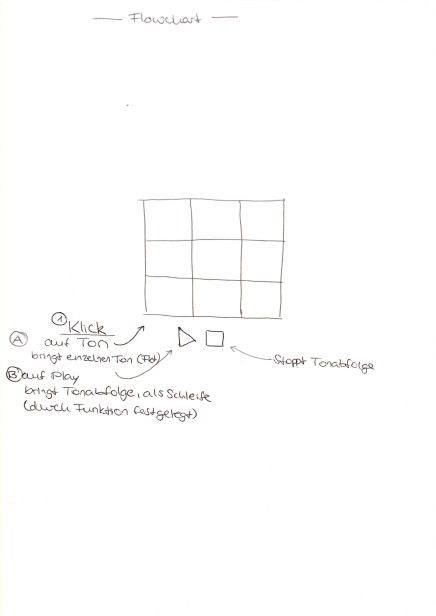 Flowchart
① Klick
Ⓐ auf Ton
bringt einzelnen Ton
Stoppt Tonabfolge
Ⓑ auf Play
bringt Tonabfolge, als Schleife
(durch Funktion festgelegt)